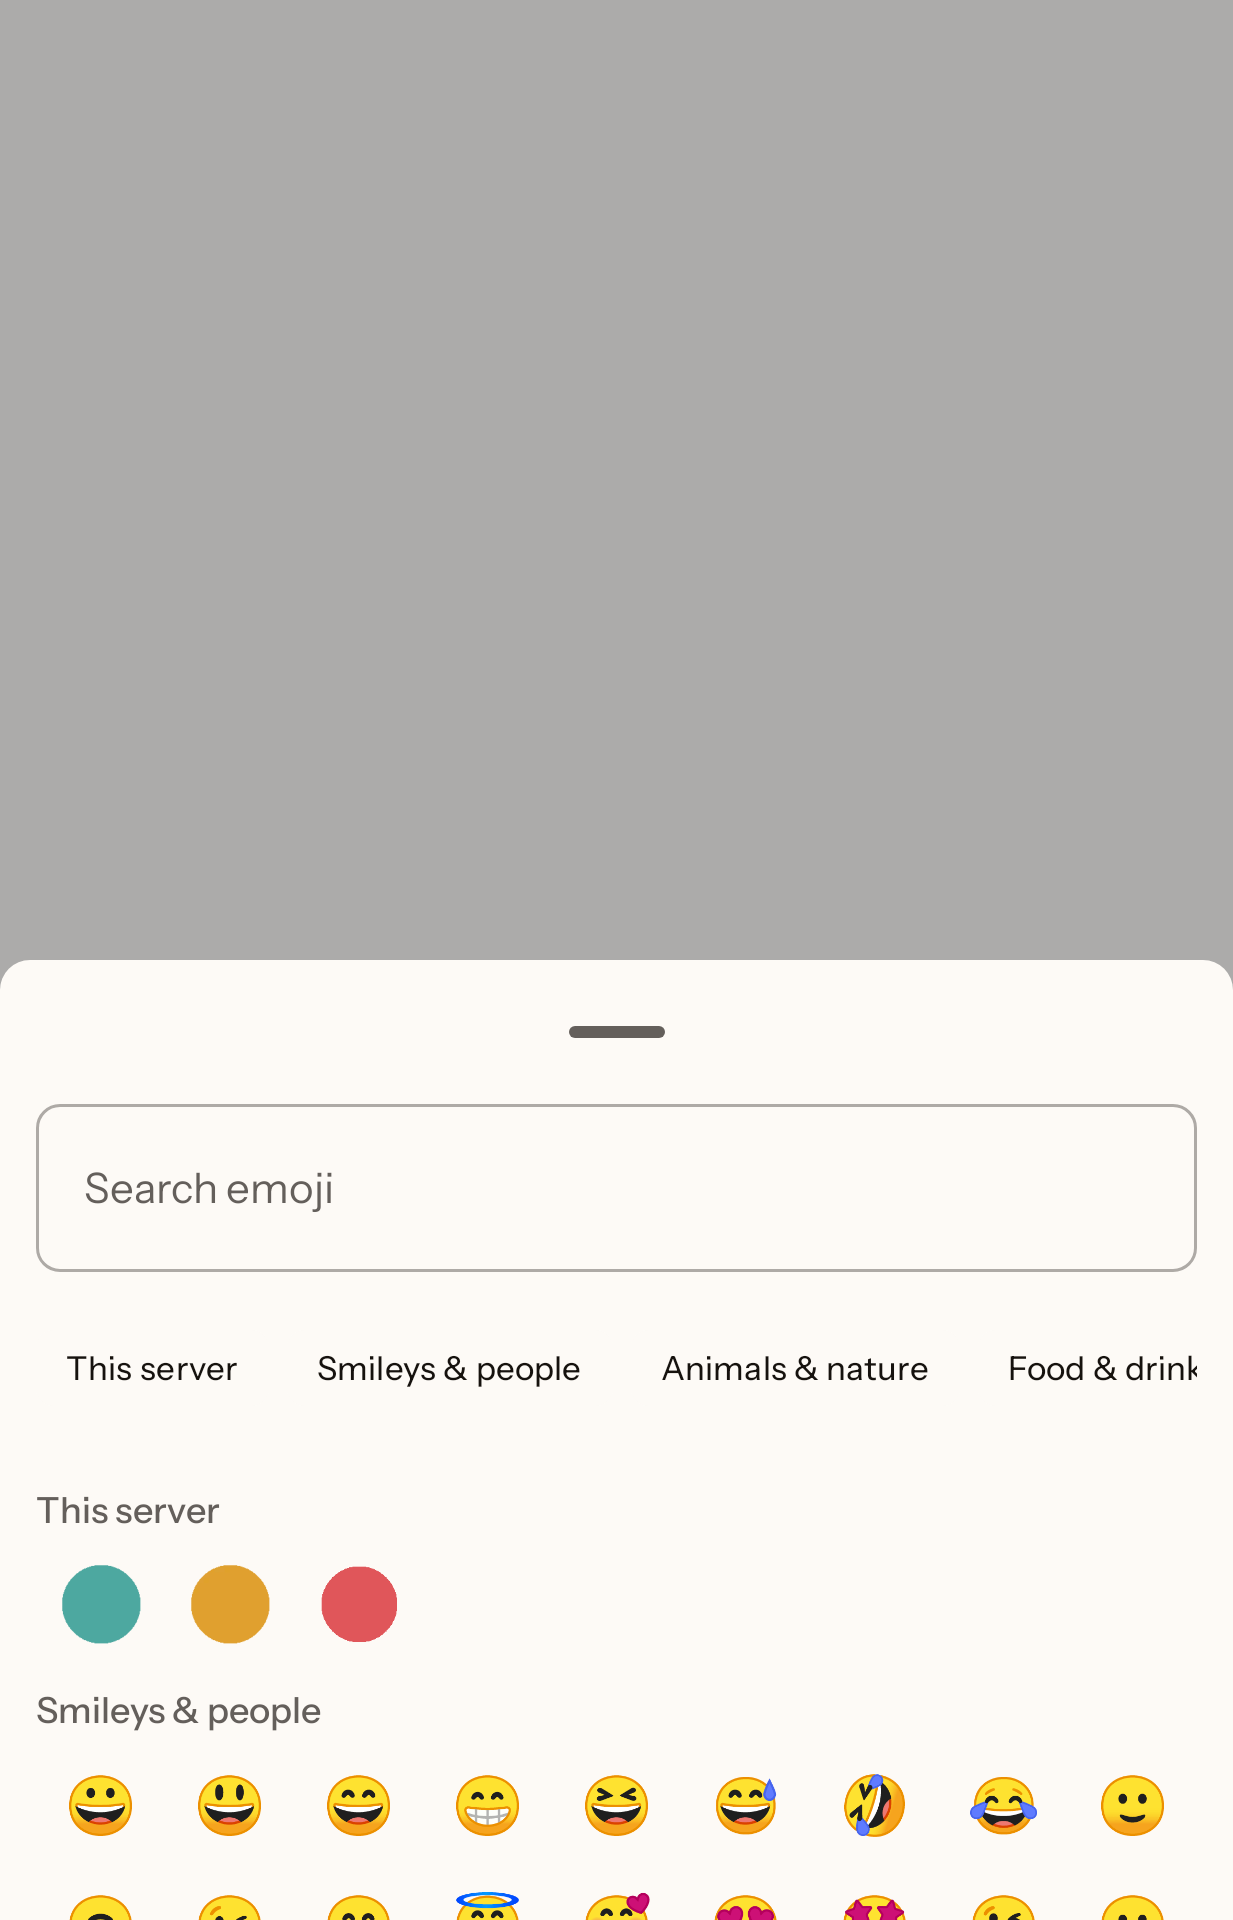 Search emoji
This server Smileys & people Animals & nature Food & drink
This server
Smileys & people